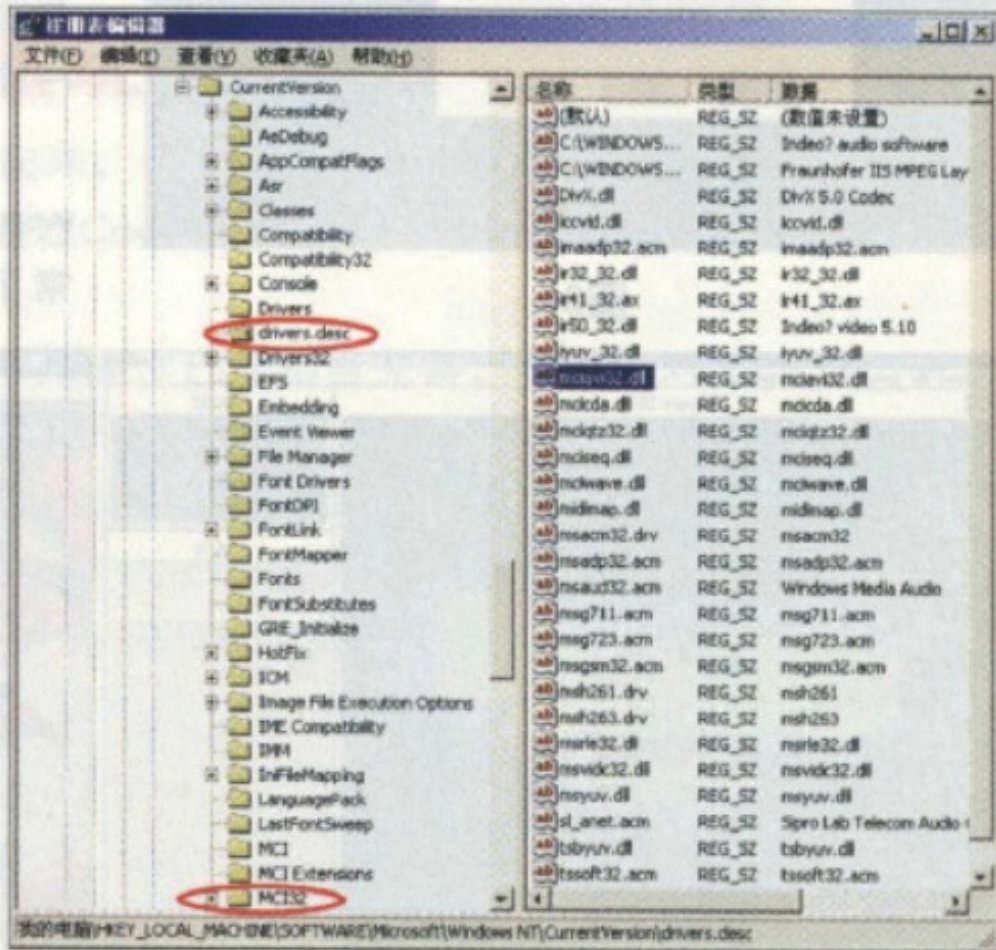 注册表编辑器
文件(F) 编辑(E) 查看(V) 收藏夹(A) 帮助(H)
CurrentVersion
Accessibility
AeDebug
AppCompatFlags
Asr
Classes
Compatibility
Compatibility32
Console
Drivers
drivers.desc
Drivers32
EFS
Embedding
Event Viewer
File Manager
Font Drivers
FontDPI
FontLink
FontMapper
Fonts
FontSubstitutes
GRE_Initialize
HotFix
ICM
Image File Execution Options
IME Compatibility
IMM
IniFileMapping
LanguagePack
LastFontSweep
MCI
MCI Extensions
MCI32
名称 类型 数据
(默认) REG_SZ (数值未设置)
C:\WINDOWS... REG_SZ Indeo? audio software
C:\WINDOWS... REG_SZ Fraunhofer IIS MPEG Lay
DivX.dll REG_SZ DivX 5.0 Codec
iccvid.dll REG_SZ iccvid.dll
imaadp32.acm REG_SZ imaadp32.acm
ir32_32.dll REG_SZ ir32_32.dll
ir41_32.ax REG_SZ ir41_32.ax
ir50_32.dll REG_SZ Indeo? video 5.10
iyuv_32.dll REG_SZ iyuv_32.dll
mciavi32.dll REG_SZ mciavi32.dll
mcicda.dll REG_SZ mcicda.dll
mciqtz32.dll REG_SZ mciqtz32.dll
mciseq.dll REG_SZ mciseq.dll
mciwave.dll REG_SZ mciwave.dll
midimap.dll REG_SZ midimap.dll
msacm32.drv REG_SZ msacm32
msadp32.acm REG_SZ msadp32.acm
msaud32.acm REG_SZ Windows Media Audio
msg711.acm REG_SZ msg711.acm
msg723.acm REG_SZ msg723.acm
msgsm32.acm REG_SZ msgsm32.acm
msh261.drv REG_SZ msh261
msh263.drv REG_SZ msh263
msrle32.dll REG_SZ msrle32.dll
msvidc32.dll REG_SZ msvidc32.dll
msyuv.dll REG_SZ msyuv.dll
sl_anet.acm REG_SZ Sipro Lab Telecom Audio
tsbyuv.dll REG_SZ tsbyuv.dll
tssoft32.acm REG_SZ tssoft32.acm
我的电脑\HKEY_LOCAL_MACHINE\SOFTWARE\Microsoft\Windows NT\CurrentVersion\drivers.desc